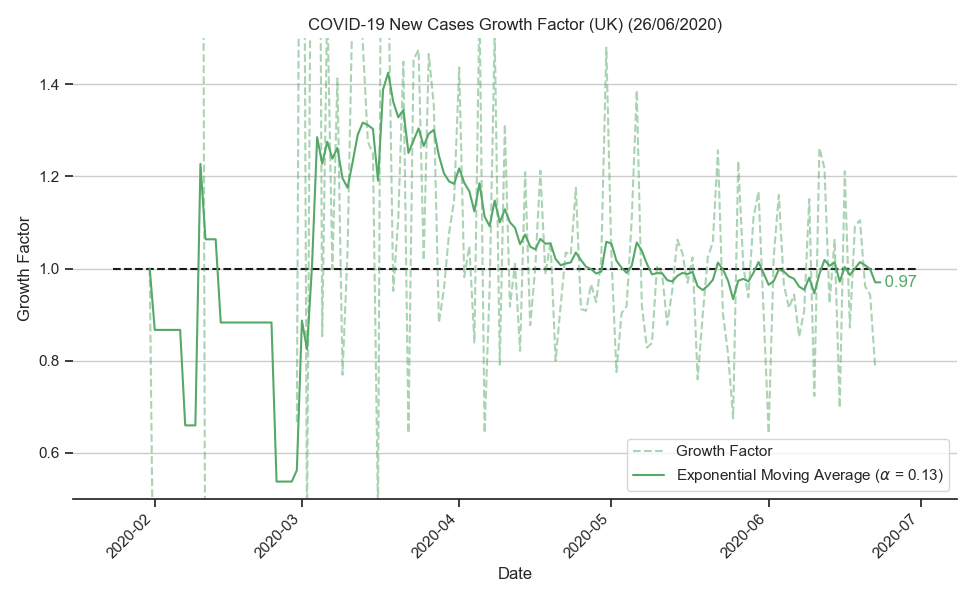 COVID-19 New Cases Growth Factor (UK) (26/06/2020)
Growth Factor
1.4
1.2
1.0
0.8
0.6
0.97
Growth Factor
Exponential Moving Average (α = 0.13)
2020-02
2020-03
2020-04
2020-05
2020-06
2020-07
Date